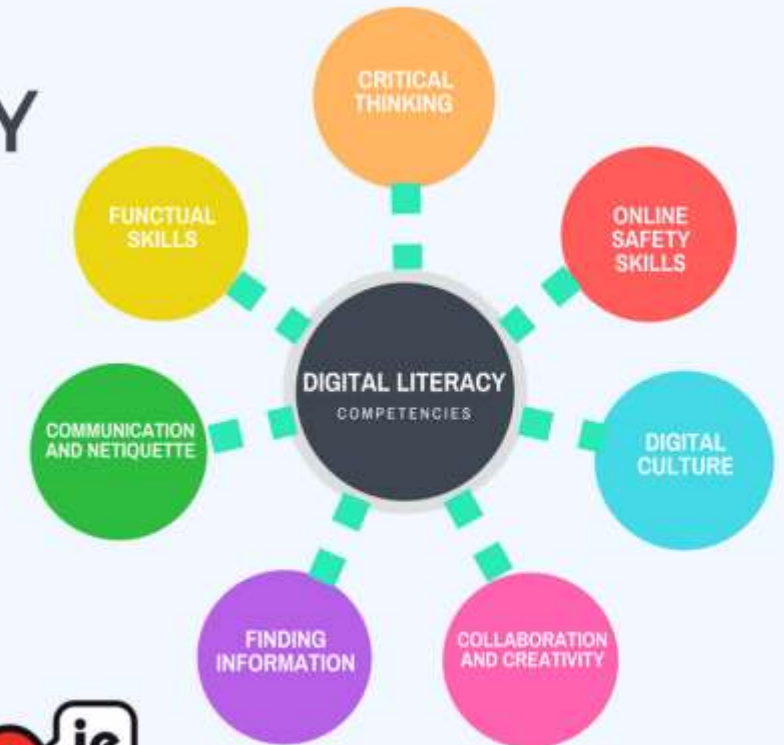 Y
CRITICAL
THINKING
FUNCTUAL
SKILLS
ONLINE
SAFETY
SKILLS
DIGITAL LITERACY
COMPETENCIES
COMMUNICATION
AND NETIQUETTE
DIGITAL
CULTURE
FINDING
INFORMATION
COLLABORATION
AND CREATIVITY
ie